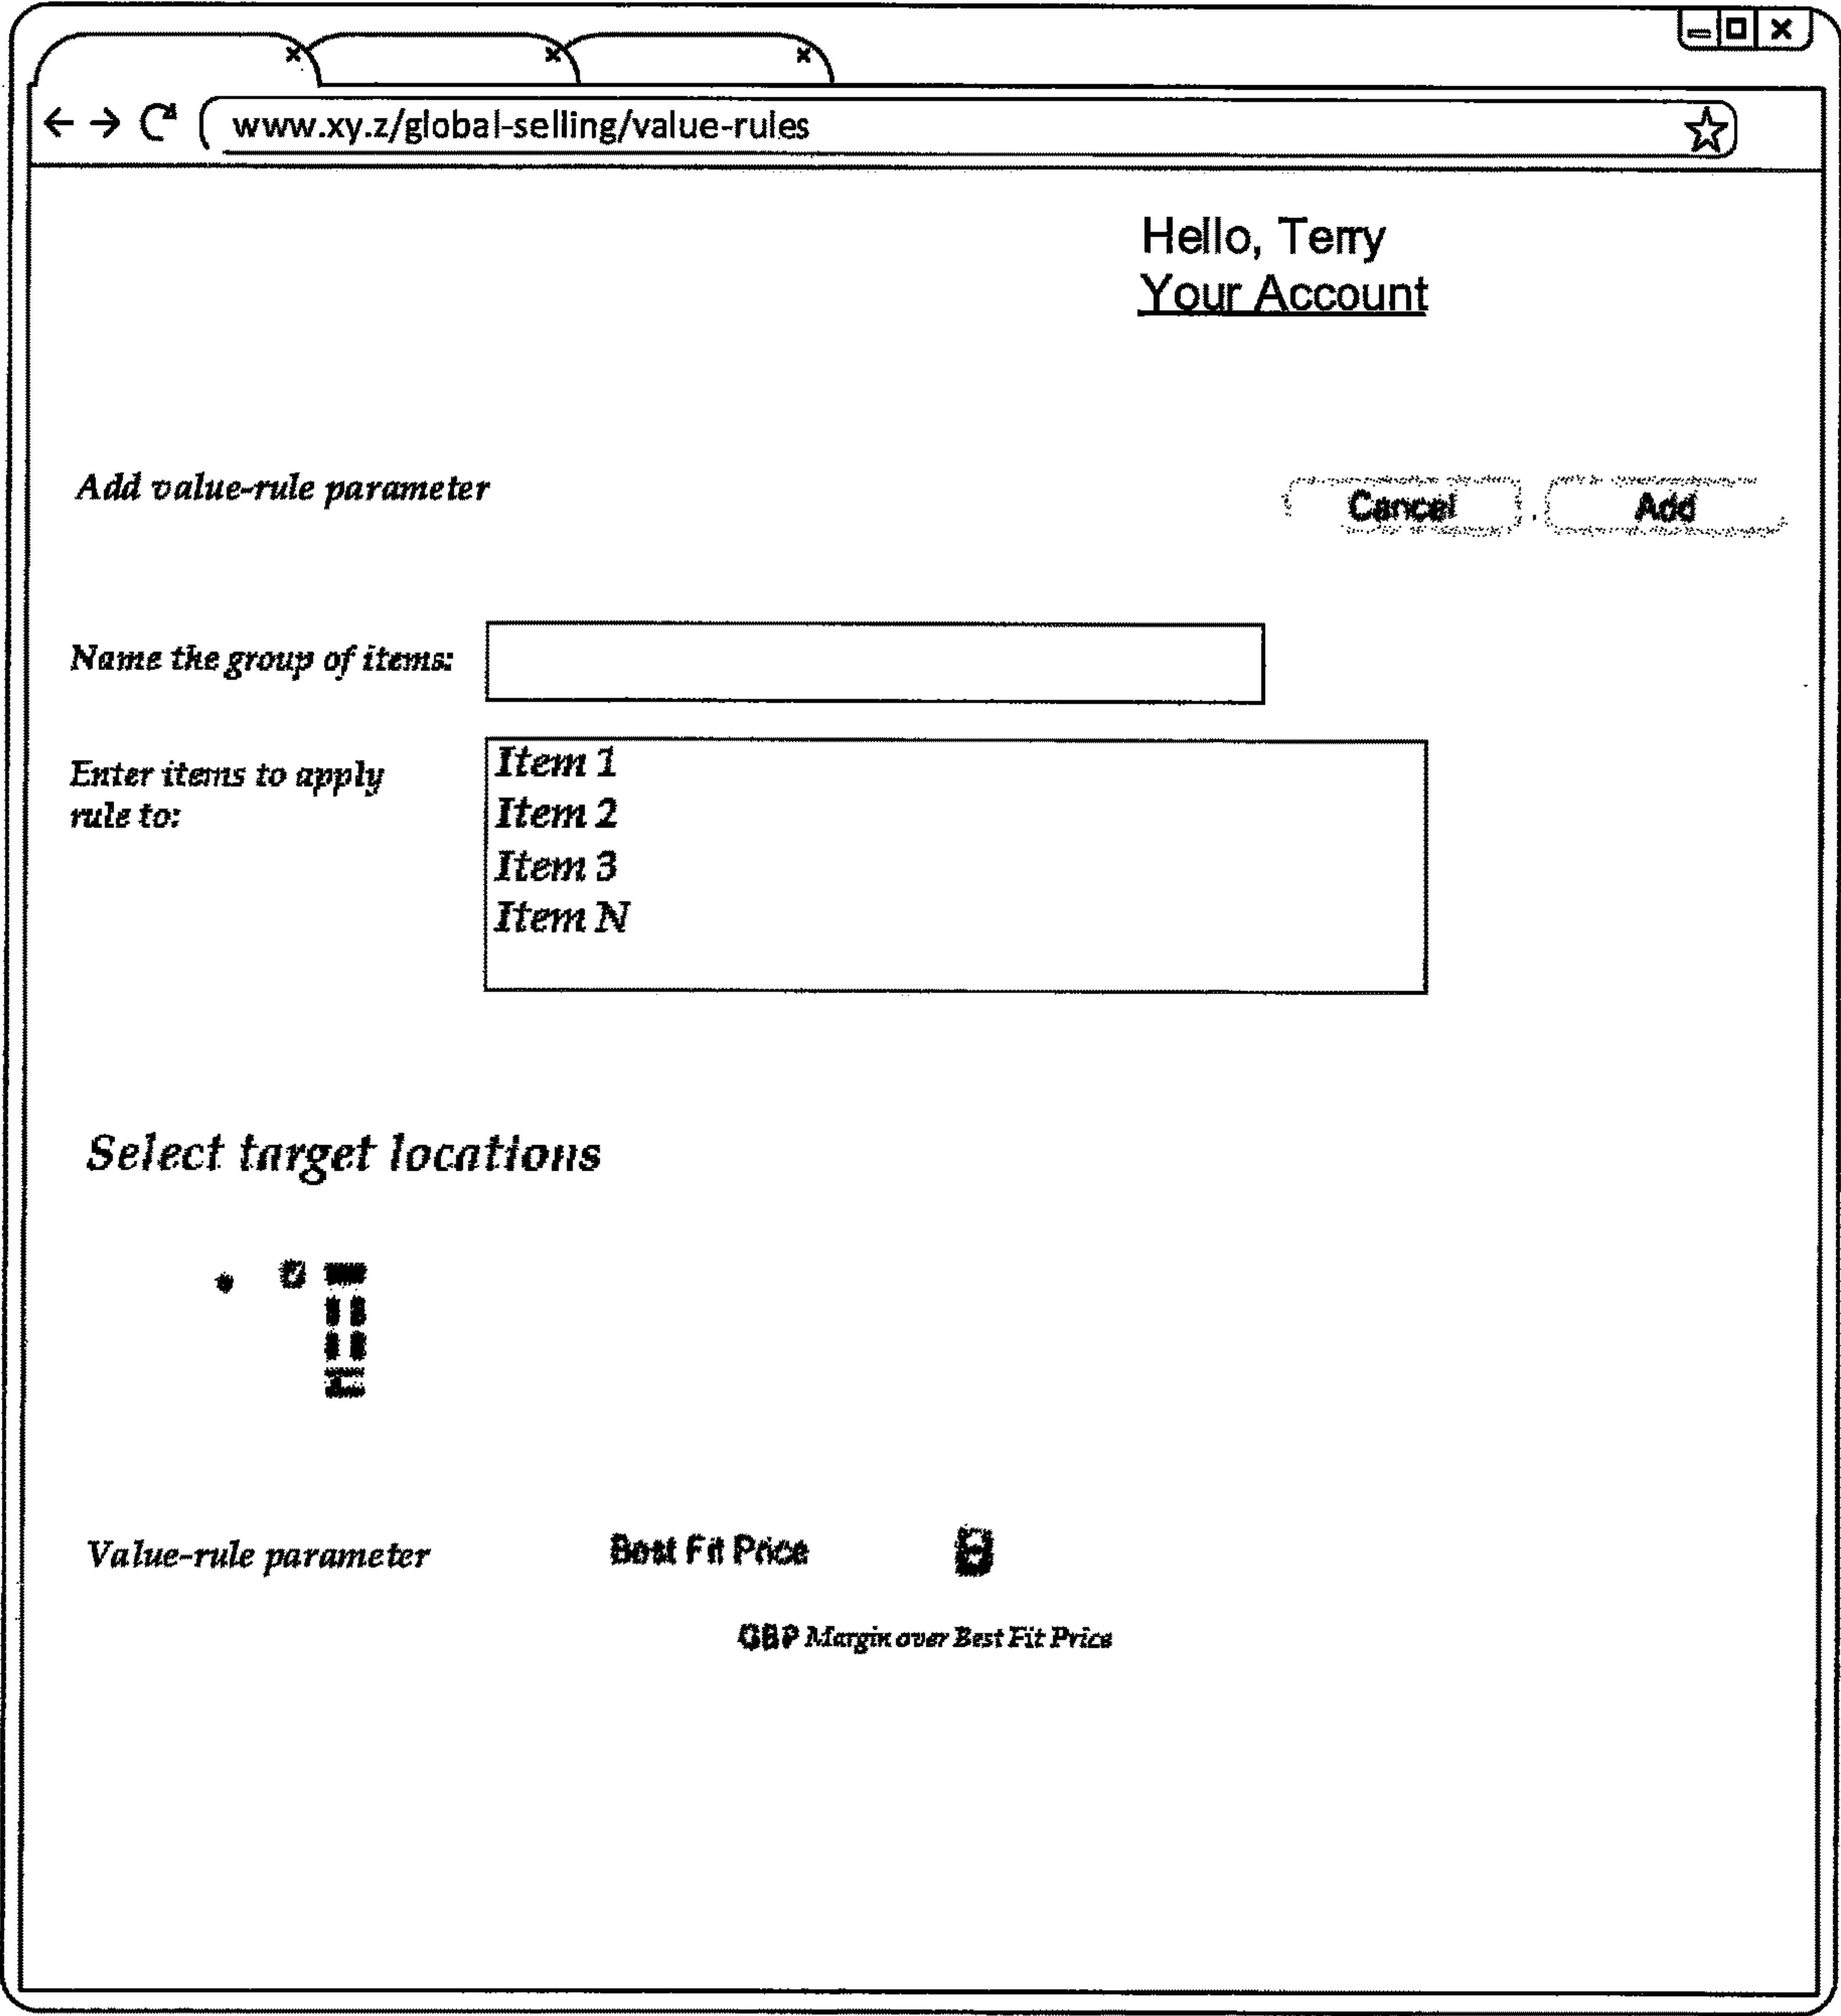 www.xy.z/global-selling/value-rules
Hello, Terry
Your Account
Add value-rule parameter
Cancel
Add
Name the group of items:
Enter items to apply
rule to:
Item 1
Item 2
Item 3
Item N
Select target locations
Value-rule parameter
Best Fit Price
GBP Margin over Best Fit Price